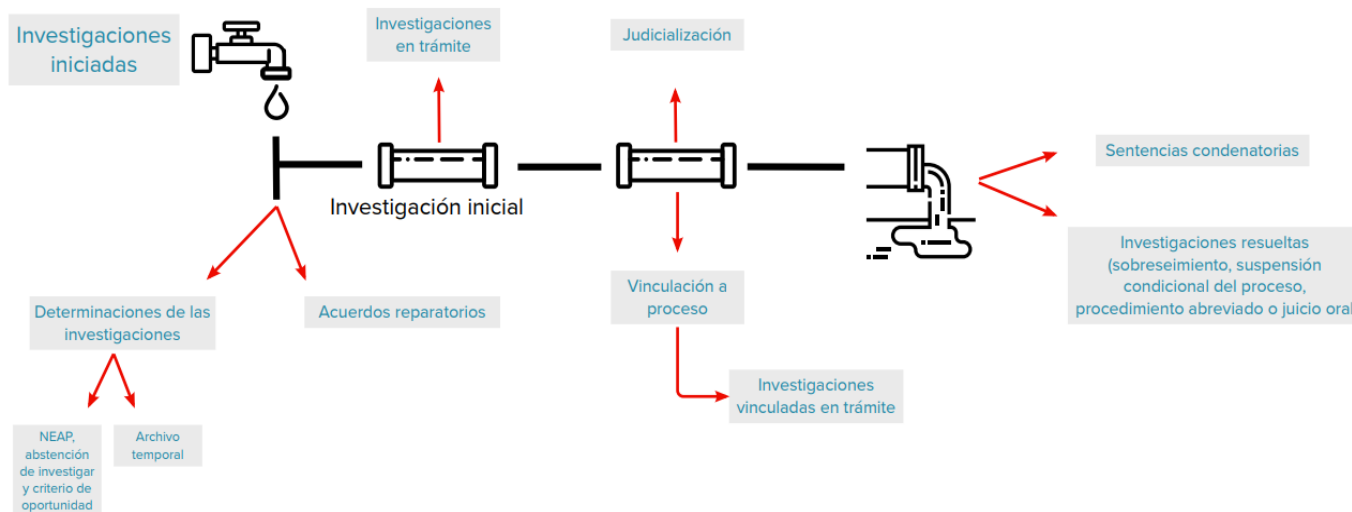 Investigaciones
iniciadas
Investigaciones
en trámite
Judicialización
Investigación inicial
Sentencias condenatorias
Investigaciones resueltas
(sobreseimiento, suspensión
condicional del proceso,
procedimiento abreviado o juicio oral
Determinaciones de las
investigaciones
Acuerdos reparatorios
Vinculación a
proceso
Investigaciones
vinculadas en trámite
NEAP,
abstención
de investigar
y criterio de
oportunidad
Archivo
temporal